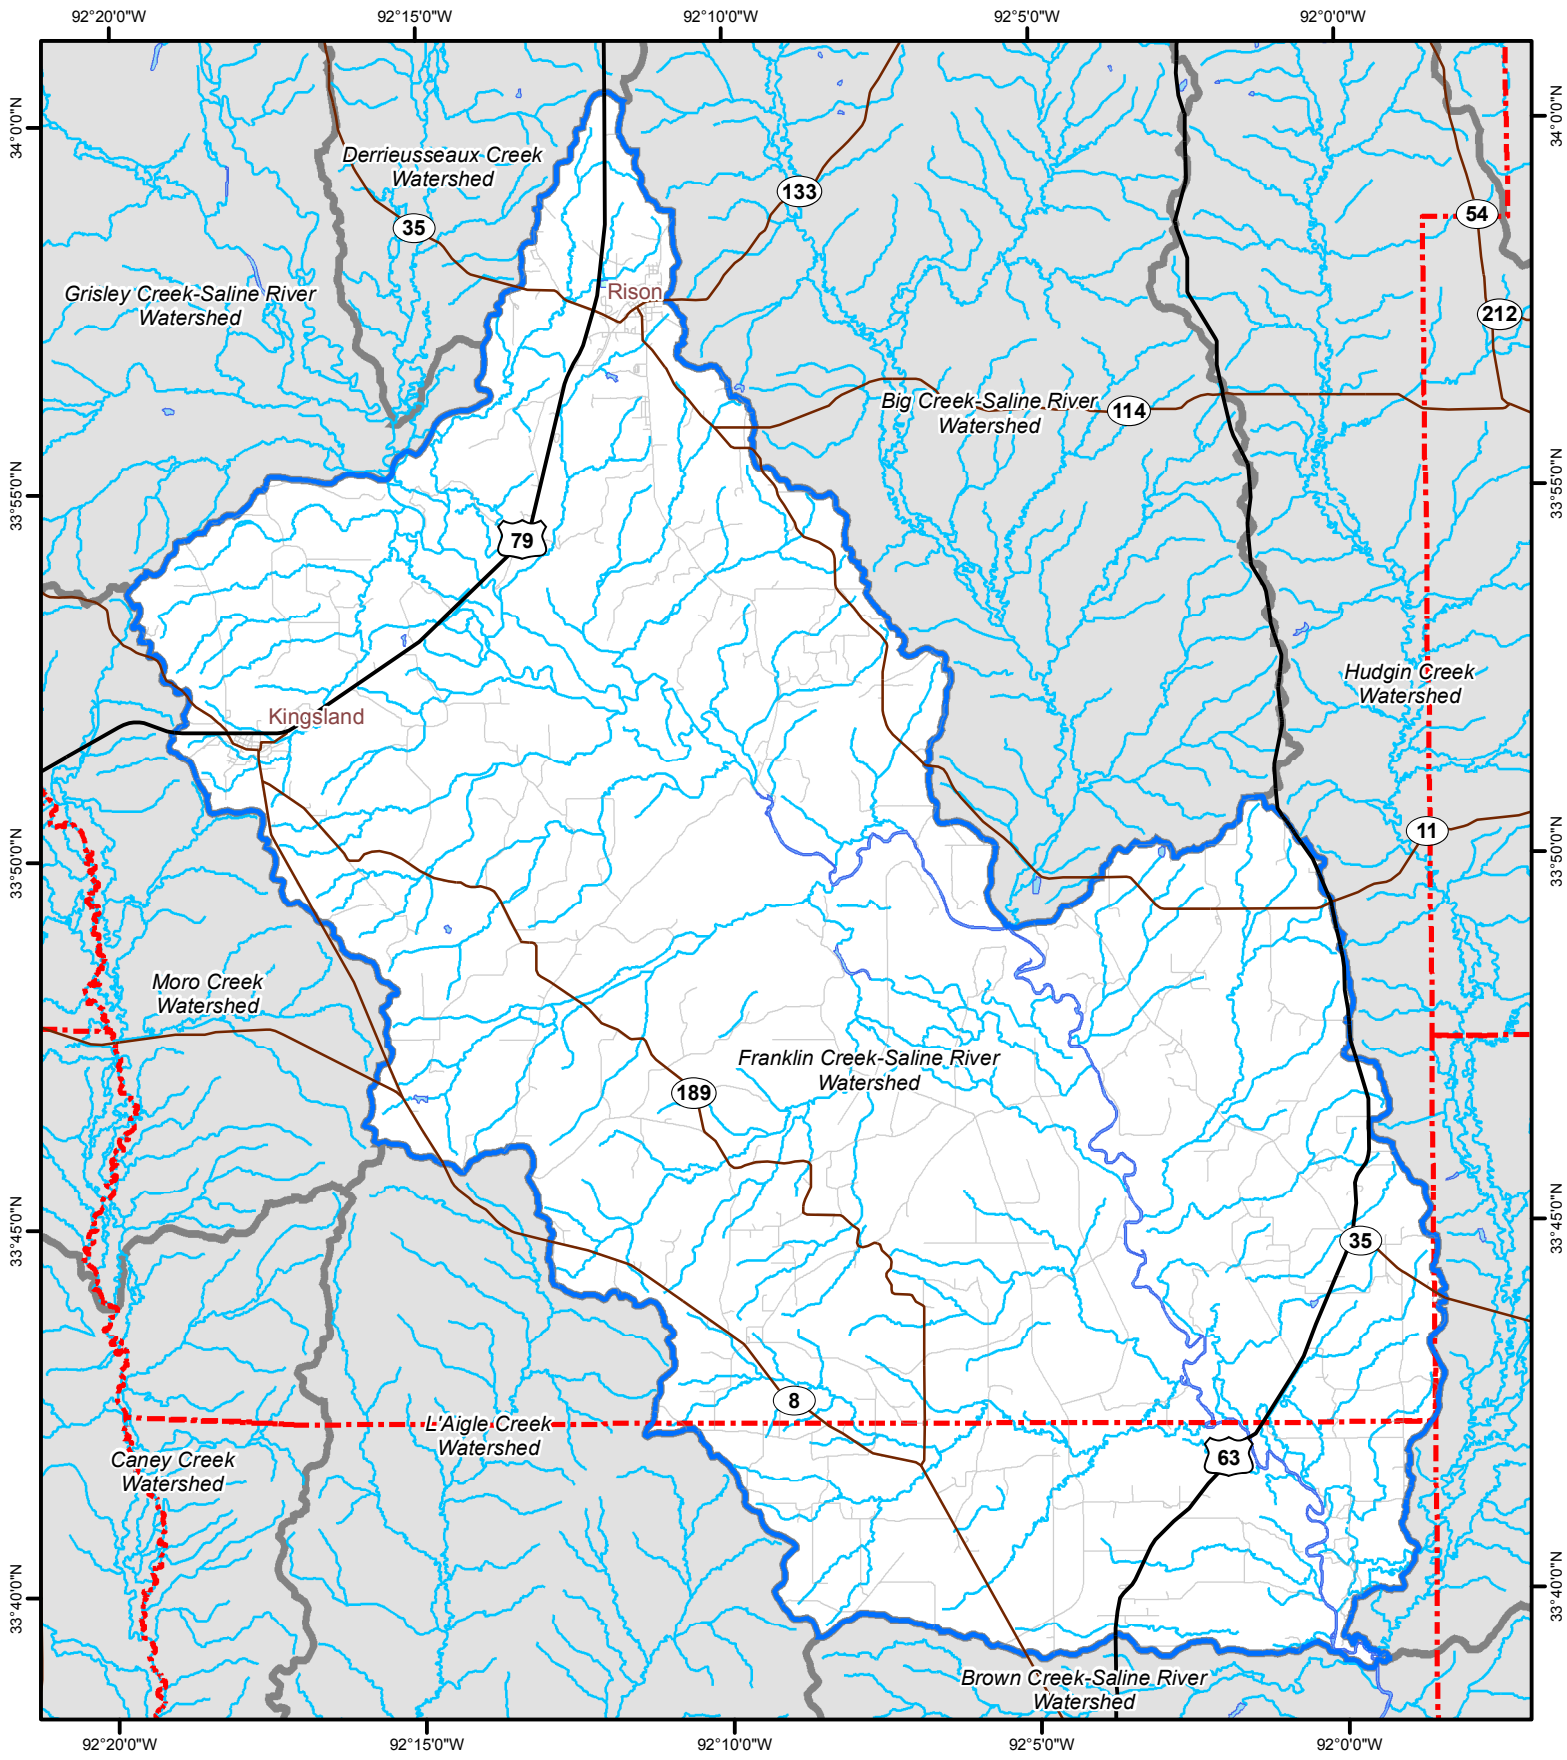 92°20'0"W
92°15'0"W
92°10'0"W
92°5'0"W
92°0'0"W
34°0'0"N
34°0'0"N
Derrieusseaux Creek
Watershed
133
35
54
Grisley Creek-Saline River
Watershed
Rison
212
Big Creek-Saline River
Watershed
114
33°55'0"N
33°55'0"N
79
Hudgin Creek
Watershed
Kingsland
11
33°50'0"N
33°50'0"N
Moro Creek
Watershed
Franklin Creek-Saline River
Watershed
189
33°45'0"N
33°45'0"N
35
8
L'Aigle Creek
Watershed
63
Caney Creek
Watershed
33°40'0"N
33°40'0"N
Brown Creek-Saline River
Watershed
92°20'0"W
92°15'0"W
92°10'0"W
92°5'0"W
92°0'0"W